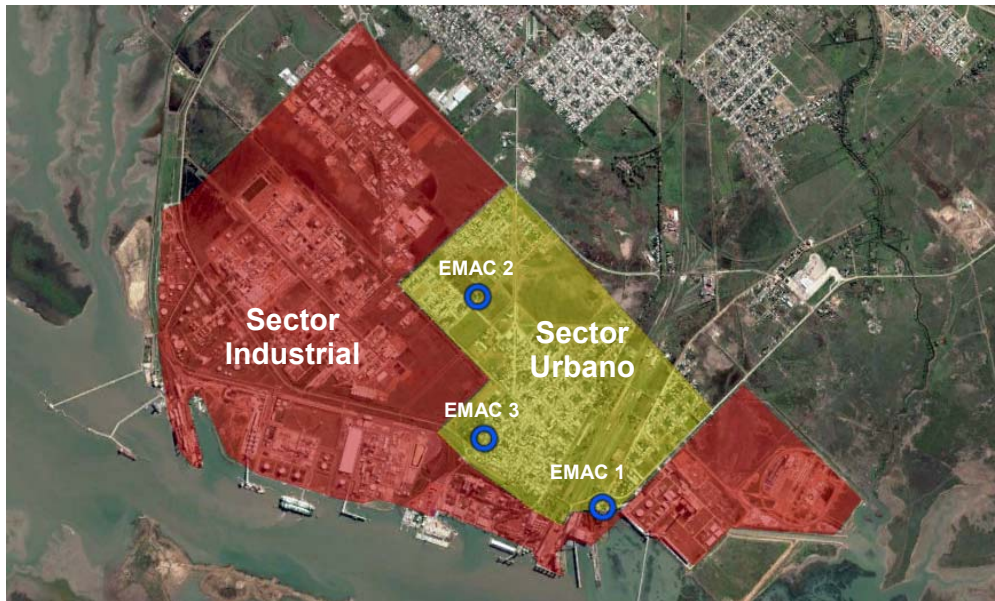 EMAC 2
Sector
Industrial
Sector
Urbano
EMAC 3
EMAC 1